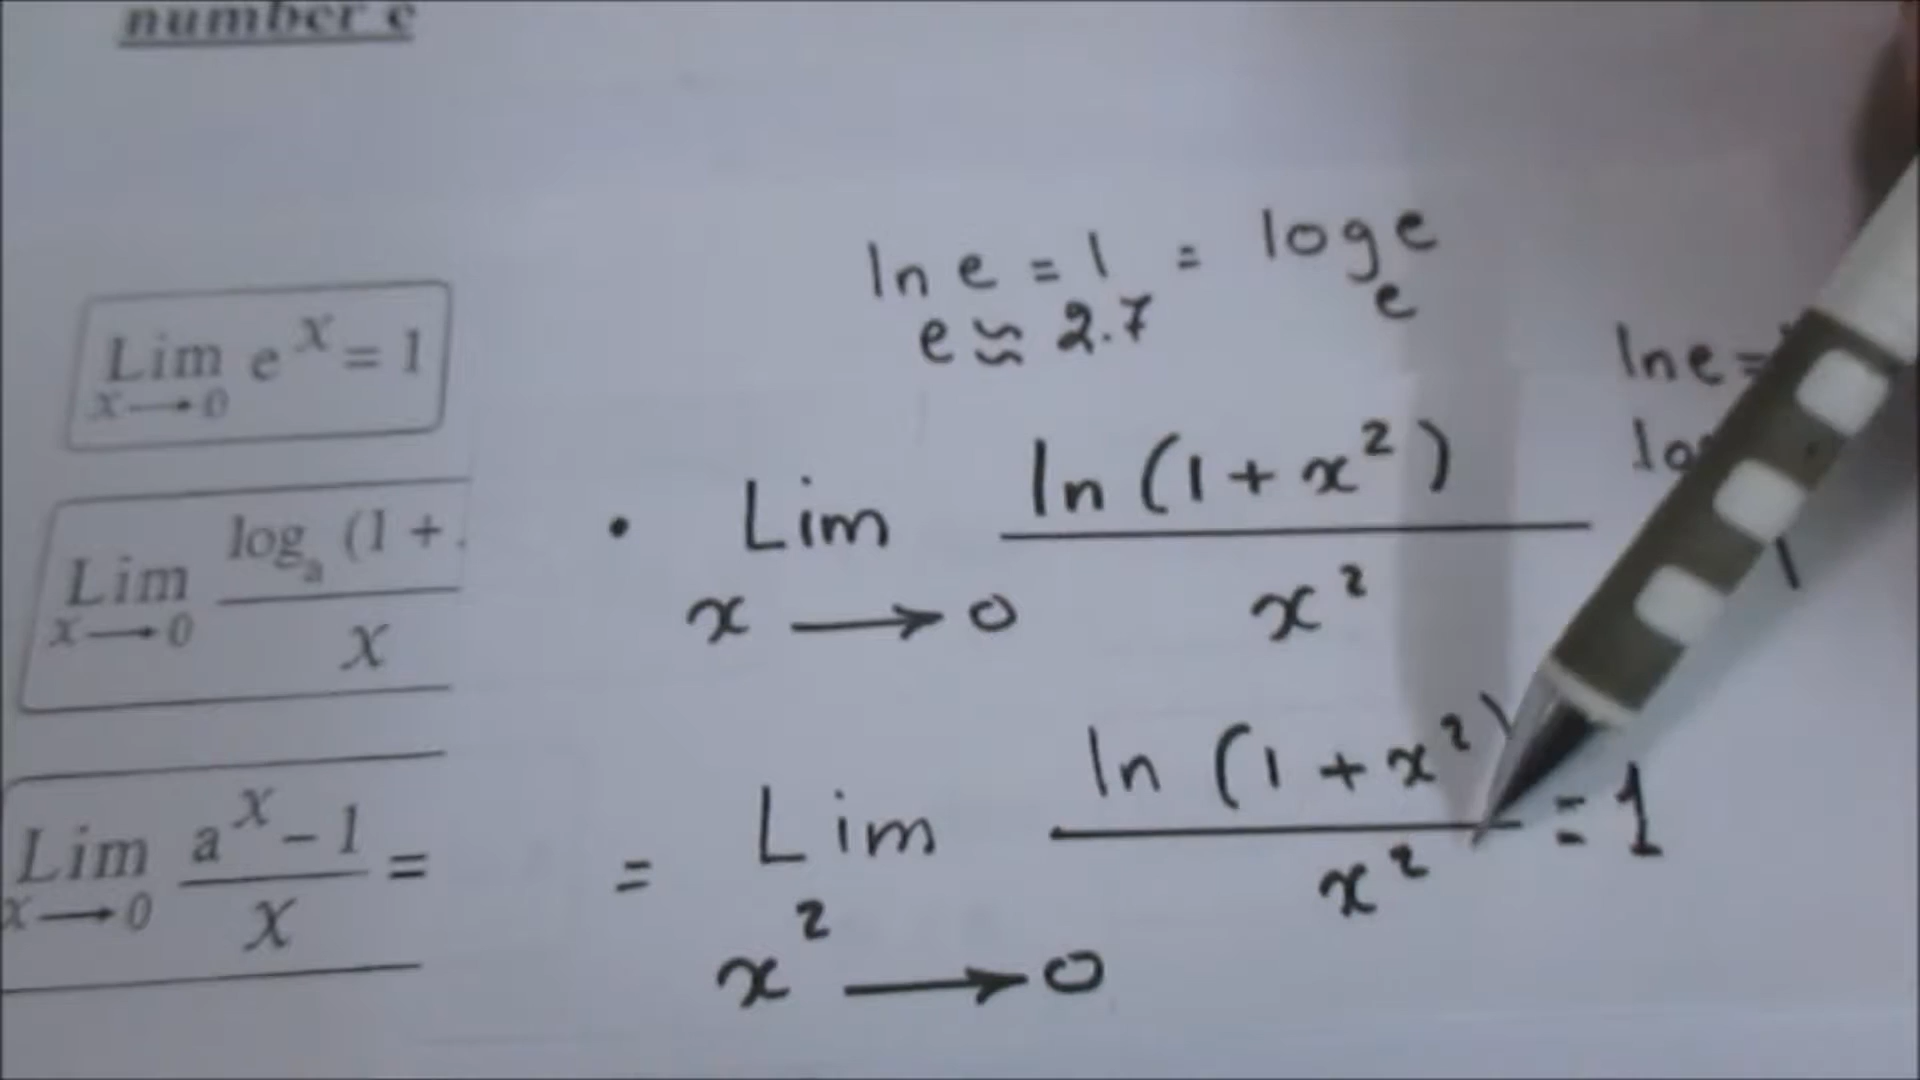 number e
Lim e^x = 1
x→0
log_a (1 +
Lim
x→0 x
a^x - 1
Lim =
x→0 x
ln e = 1 = log_e e
e ≈ 2.7
ln e =
ln (1 + x²)
• Lim
x → 0 x²
ln (1 + x²)
= Lim = 1
x² → 0 x²